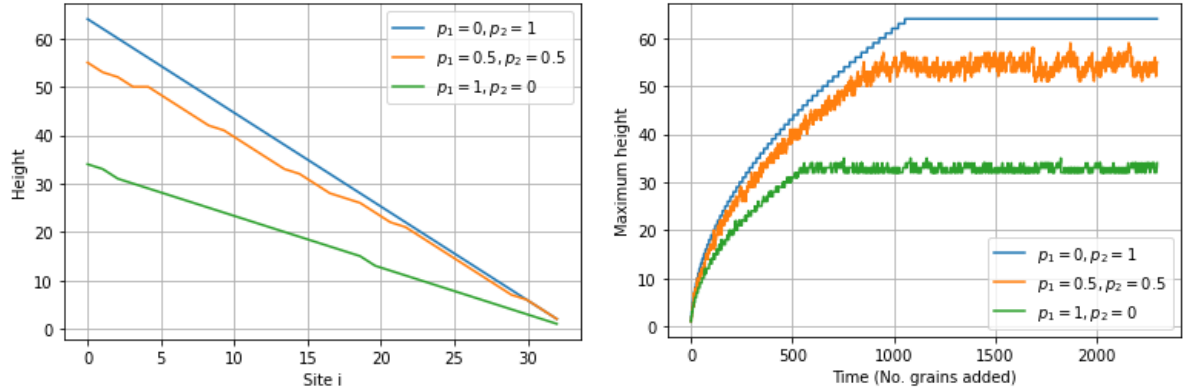 Height
60
50
40
30
20
10
0
0 5 10 15 20 25 30
Site i
p₁ = 0, p₂ = 1
p₁ = 0.5, p₂ = 0.5
p₁ = 1, p₂ = 0
Maximum height
60
50
40
30
20
10
0
0 500 1000 1500 2000
Time (No. grains added)
p₁ = 0, p₂ = 1
p₁ = 0.5, p₂ = 0.5
p₁ = 1, p₂ = 0